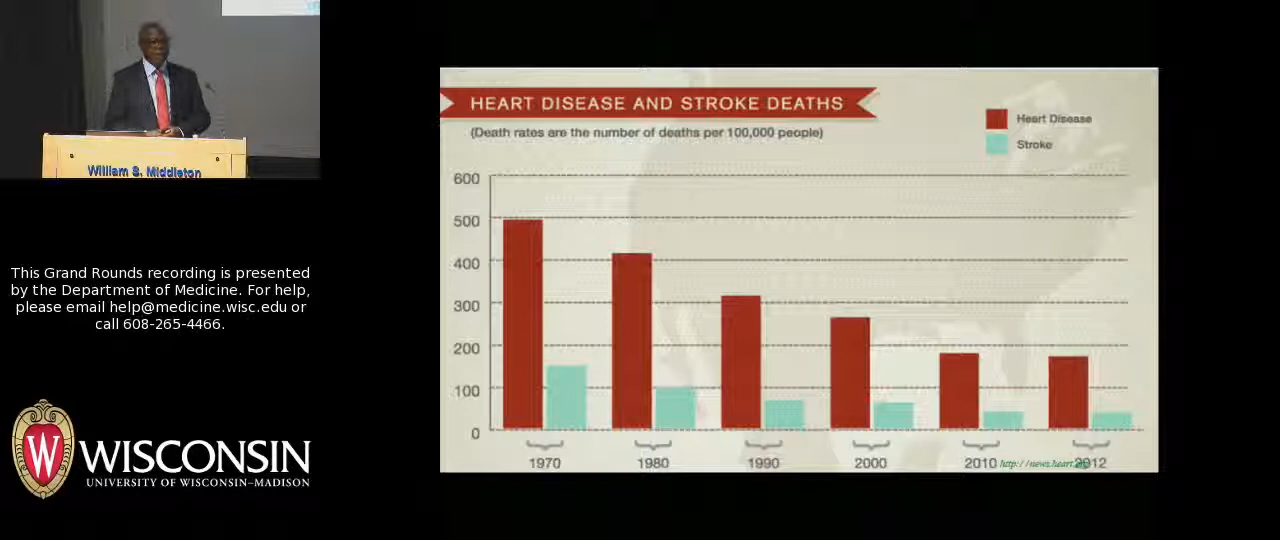 William S. Middleton
This Grand Rounds recording is presented
by the Department of Medicine. For help,
please email help@medicine.wisc.edu or
call 608-265-4466.
W WISCONSIN
UNIVERSITY OF WISCONSIN–MADISON
HEART DISEASE AND STROKE DEATHS
(Death rates are the number of deaths per 100,000 people)
Heart Disease
Stroke
600
500
400
300
200
100
0
1970
1980
1990
2000
2010
2012